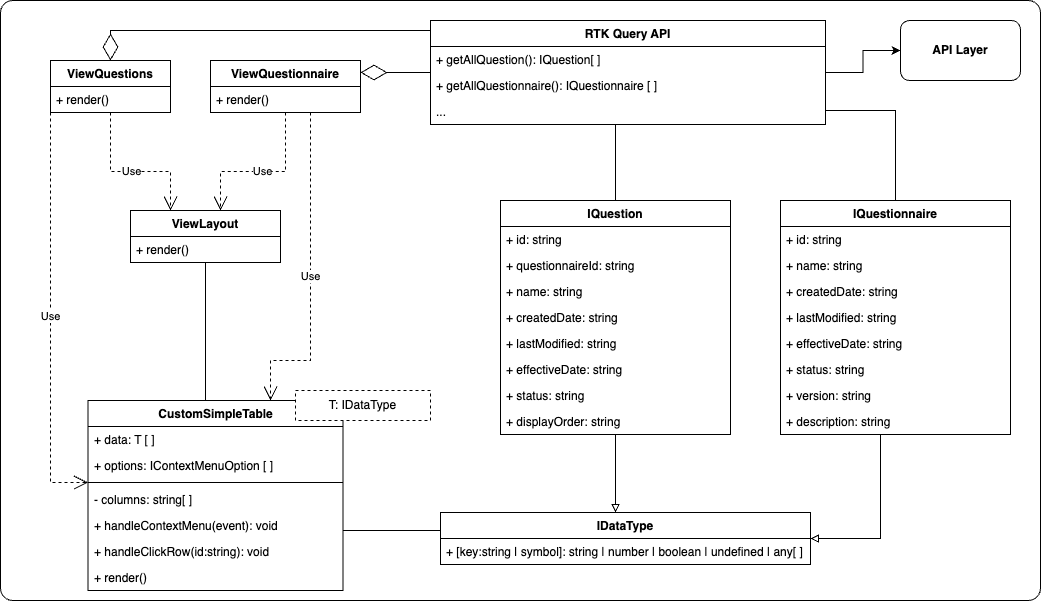 RTK Query API
+ getAllQuestion(): IQuestion[ ]
+ getAllQuestionnaire(): IQuestionnaire [ ]
...
API Layer
ViewQuestions
+ render()
ViewQuestionnaire
+ render()
Use
Use
ViewLayout
+ render()
Use
Use
IQuestion
+ id: string
+ questionnaireId: string
+ name: string
+ createdDate: string
+ lastModified: string
+ effectiveDate: string
+ status: string
+ displayOrder: string
IQuestionnaire
+ id: string
+ name: string
+ createdDate: string
+ lastModified: string
+ effectiveDate: string
+ status: string
+ version: string
+ description: string
T: IDataType
CustomSimpleTable
+ data: T [ ]
+ options: IContextMenuOption [ ]
- columns: string[ ]
+ handleContextMenu(event): void
+ handleClickRow(id:string): void
+ render()
IDataType
+ [key:string | symbol]: string | number | boolean | undefined | any[ ]